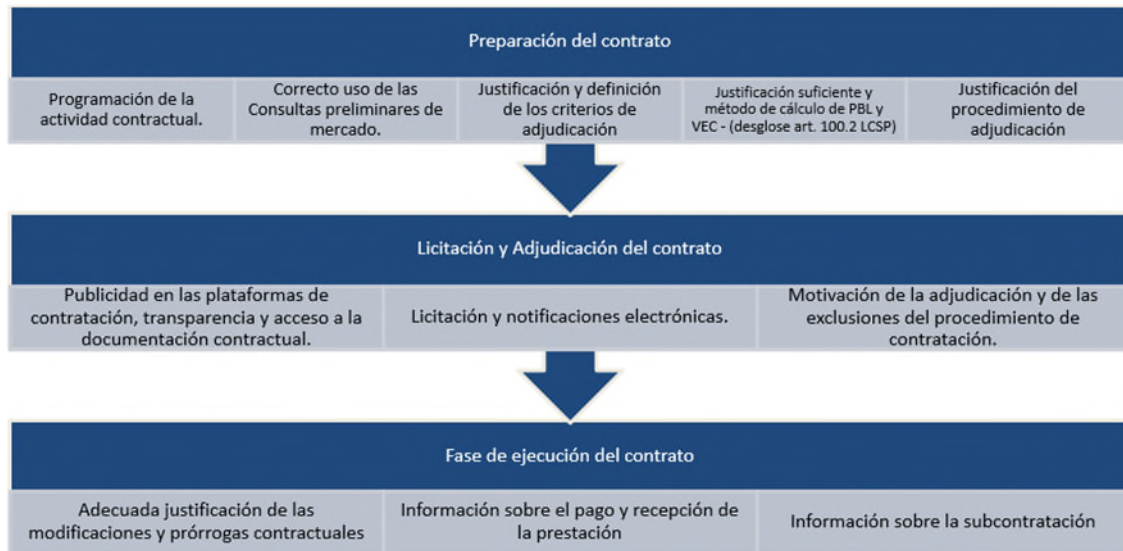 Preparación del contrato
Programación de la
actividad contractual.
Correcto uso de las
Consultas preliminares de
mercado.
Justificación y definición
de los criterios de
adjudicación
Justificación suficiente y
método de cálculo de PBL y
VEC - (desglose art. 100.2 LCSP)
Justificación del
procedimiento de
adjudicación
Licitación y Adjudicación del contrato
Publicidad en las plataformas de
contratación, transparencia y acceso a la
documentación contractual.
Licitación y notificaciones electrónicas.
Motivación de la adjudicación y de las
exclusiones del procedimiento de
contratación.
Fase de ejecución del contrato
Adecuada justificación de las
modificaciones y prórrogas contractuales
Información sobre el pago y recepción de
la prestación
Información sobre la subcontratación